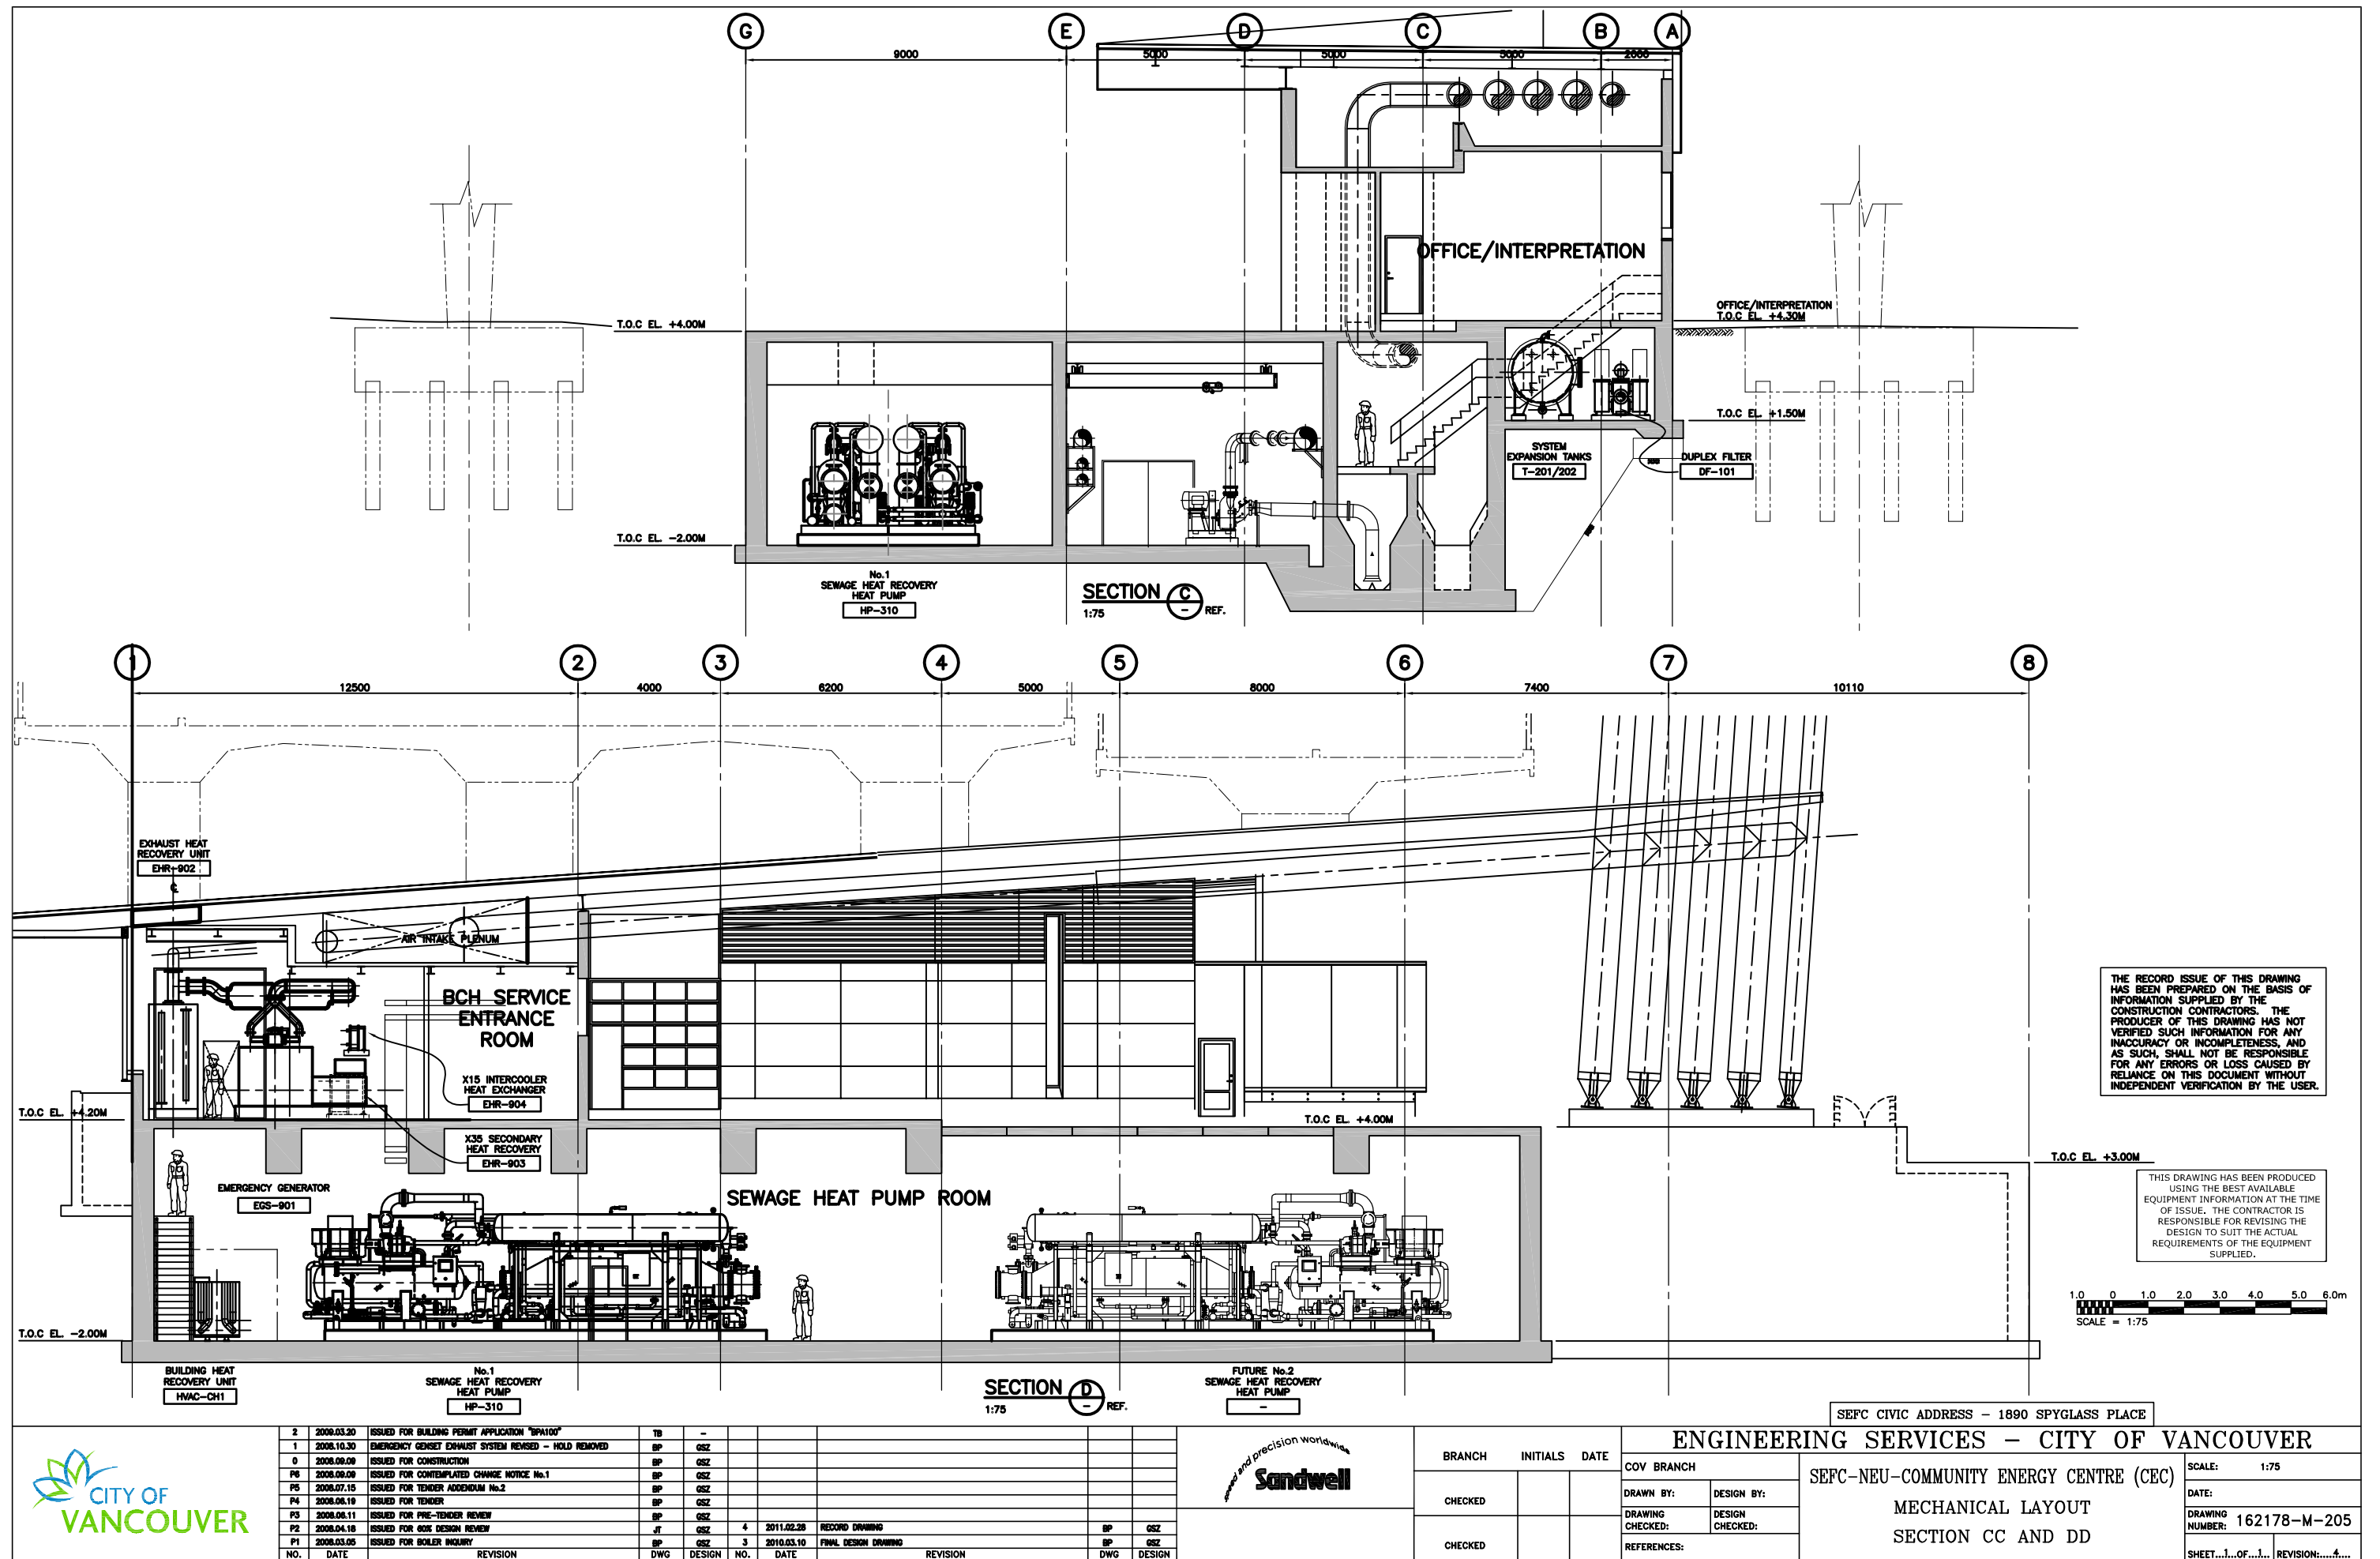 G E D C B A
9000 5000 5000 5000 2000
OFFICE/INTERPRETATION
OFFICE/INTERPRETATION
T.O.C EL. +4.30M
T.O.C EL. +4.00M
T.O.C EL. +1.50M
SYSTEM
EXPANSION TANKS
T-201/202
DUPLEX FILTER
DF-101
T.O.C EL. -2.00M
No.1
SEWAGE HEAT RECOVERY
HEAT PUMP
HP-310
SECTION C
1:75 - REF.
1 2 3 4 5 6 7 8
12500 4000 6200 5000 8000 7400 10110
EXHAUST HEAT
RECOVERY UNIT
EHR-902
AIR INTAKE PLENUM
BCH SERVICE
ENTRANCE
ROOM
X15 INTERCOOLER
HEAT EXCHANGER
EHR-904
T.O.C EL. +4.20M
T.O.C EL. +4.00M
X35 SECONDARY
HEAT RECOVERY
EHR-903
T.O.C EL. +3.00M
EMERGENCY GENERATOR
EGS-901
SEWAGE HEAT PUMP ROOM
T.O.C EL. -2.00M
BUILDING HEAT
RECOVERY UNIT
HVAC-CH1
No.1
SEWAGE HEAT RECOVERY
HEAT PUMP
HP-310
SECTION D
1:75 - REF.
FUTURE No.2
SEWAGE HEAT RECOVERY
HEAT PUMP
-
THE RECORD ISSUE OF THIS DRAWING
HAS BEEN PREPARED ON THE BASIS OF
INFORMATION SUPPLIED BY THE
CONSTRUCTION CONTRACTORS. THE
PRODUCER OF THIS DRAWING HAS NOT
VERIFIED SUCH INFORMATION FOR ANY
INACCURACY OR INCOMPLETENESS, AND
AS SUCH, SHALL NOT BE RESPONSIBLE
FOR ANY ERRORS OR LOSS CAUSED BY
RELIANCE ON THIS DOCUMENT WITHOUT
INDEPENDENT VERIFICATION BY THE USER.
THIS DRAWING HAS BEEN PRODUCED
USING THE BEST AVAILABLE
EQUIPMENT INFORMATION AT THE TIME
OF ISSUE. THE CONTRACTOR IS
RESPONSIBLE FOR REVISING THE
DESIGN TO SUIT THE ACTUAL
REQUIREMENTS OF THE EQUIPMENT
SUPPLIED.
1.0 0 1.0 2.0 3.0 4.0 5.0 6.0m
SCALE = 1:75
SEFC CIVIC ADDRESS - 1890 SPYGLASS PLACE
CITY OF
VANCOUVER
2 2009.03.20 ISSUED FOR BUILDING PERMIT APPLICATION "BPA100" TB -
1 2008.10.30 EMERGENCY GENSET EXHAUST SYSTEM REVISED - HOLD REMOVED BP GSZ
0 2008.09.09 ISSUED FOR CONSTRUCTION BP GSZ
P6 2008.09.09 ISSUED FOR CONTEMPLATED CHANGE NOTICE No.1 BP GSZ
P5 2008.07.15 ISSUED FOR TENDER ADDENDUM No.2 BP GSZ
P4 2008.06.19 ISSUED FOR TENDER BP GSZ
P3 2008.06.11 ISSUED FOR PRE-TENDER REVIEW BP GSZ
P2 2008.04.18 ISSUED FOR 60% DESIGN REVIEW JT GSZ 4 2011.02.28 RECORD DRAWING BP GSZ
P1 2008.03.05 ISSUED FOR BOILER INQUIRY BP GSZ 3 2010.03.10 FINAL DESIGN DRAWING BP GSZ
NO. DATE REVISION DWG DESIGN NO. DATE REVISION DWG DESIGN
speed and precision worldwide
Sandwell
BRANCH INITIALS DATE
CHECKED
CHECKED
ENGINEERING SERVICES - CITY OF VANCOUVER
COV BRANCH
DRAWN BY: DESIGN BY:
DRAWING CHECKED: DESIGN CHECKED:
REFERENCES:
SEFC-NEU-COMMUNITY ENERGY CENTRE (CEC)
MECHANICAL LAYOUT
SECTION CC AND DD
SCALE: 1:75
DATE:
DRAWING NUMBER: 162178-M-205
SHEET...1...OF...1... REVISION:.....4....